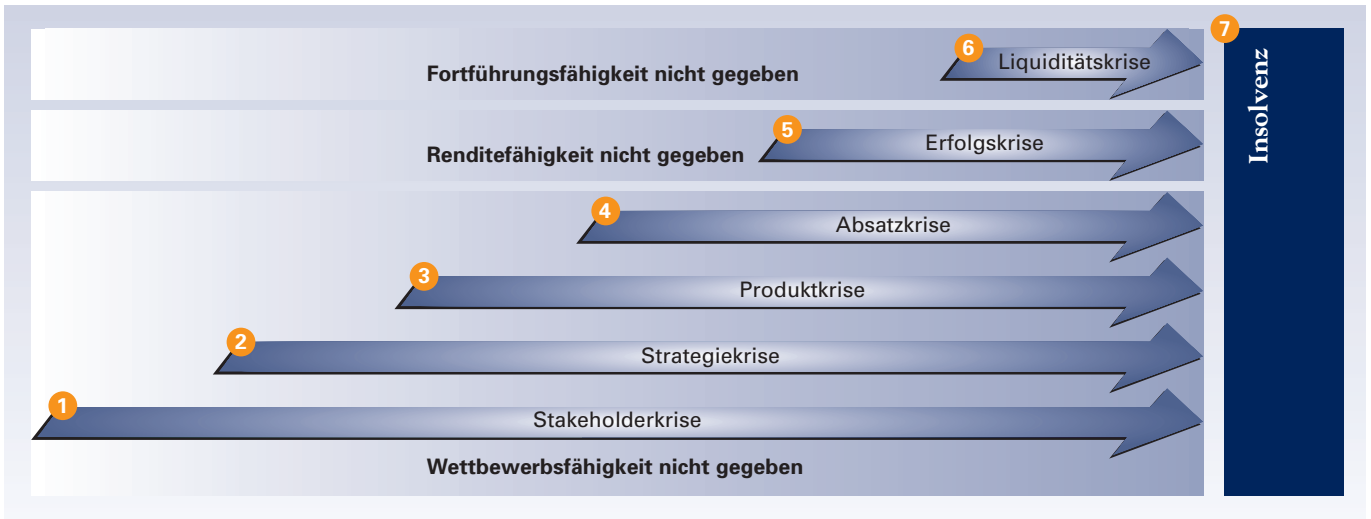 7
6
Liquiditätskrise
Fortführungsfähigkeit nicht gegeben
Insolvenz
5
Erfolgskrise
Renditefähigkeit nicht gegeben
4
Absatzkrise
3
Produktkrise
2
Strategiekrise
1
Stakeholderkrise
Wettbewerbsfähigkeit nicht gegeben